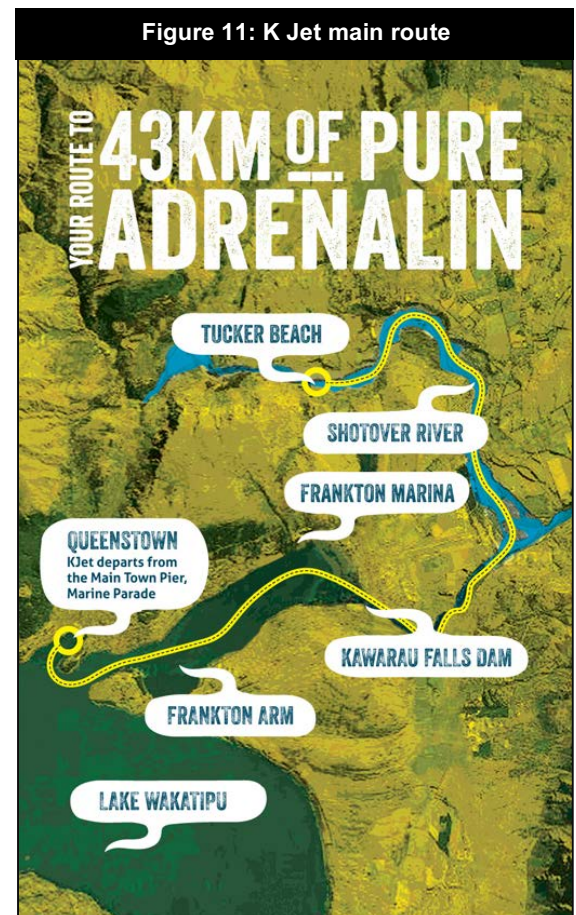 Figure 11: K Jet main route
YOUR ROUTE TO
43KM OF PURE
ADRENALIN
TUCKER BEACH
SHOTOVER RIVER
FRANKTON MARINA
QUEENSTOWN
KJet departs from
the Main Town Pier,
Marine Parade
KAWARAU FALLS DAM
FRANKTON ARM
LAKE WAKATIPU